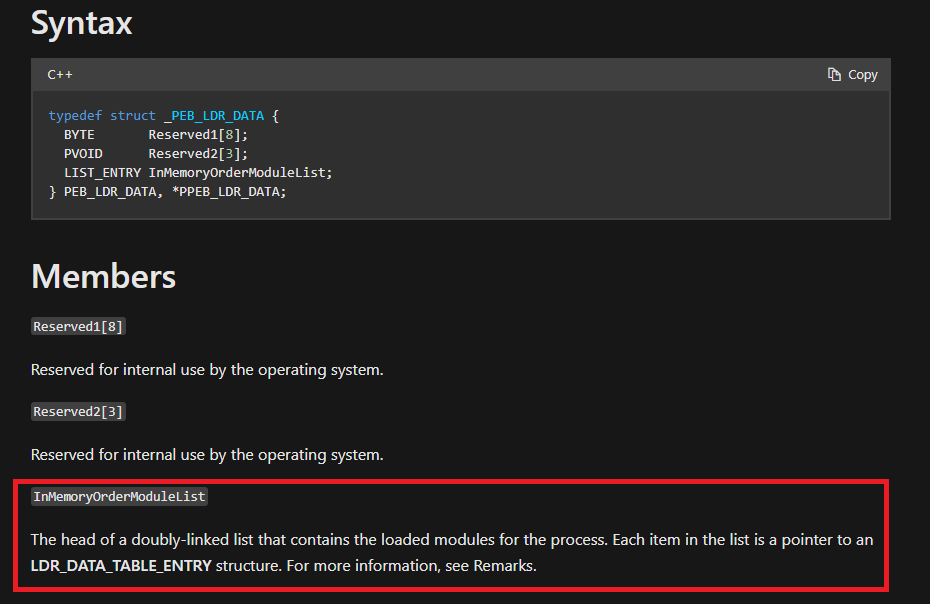 Syntax
C++
Copy
typedef struct _PEB_LDR_DATA {
  BYTE       Reserved1[8];
  PVOID      Reserved2[3];
  LIST_ENTRY InMemoryOrderModuleList;
} PEB_LDR_DATA, *PPEB_LDR_DATA;
Members
Reserved1[8]
Reserved for internal use by the operating system.
Reserved2[3]
Reserved for internal use by the operating system.
InMemoryOrderModuleList
The head of a doubly-linked list that contains the loaded modules for the process. Each item in the list is a pointer to an
LDR_DATA_TABLE_ENTRY structure. For more information, see Remarks.